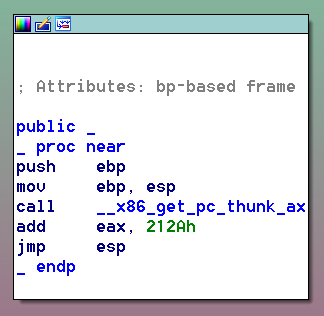 ; Attributes: bp-based frame
public _
_ proc near
push    ebp
mov     ebp, esp
call    __x86_get_pc_thunk_ax
add     eax, 212Ah
jmp     esp
_ endp